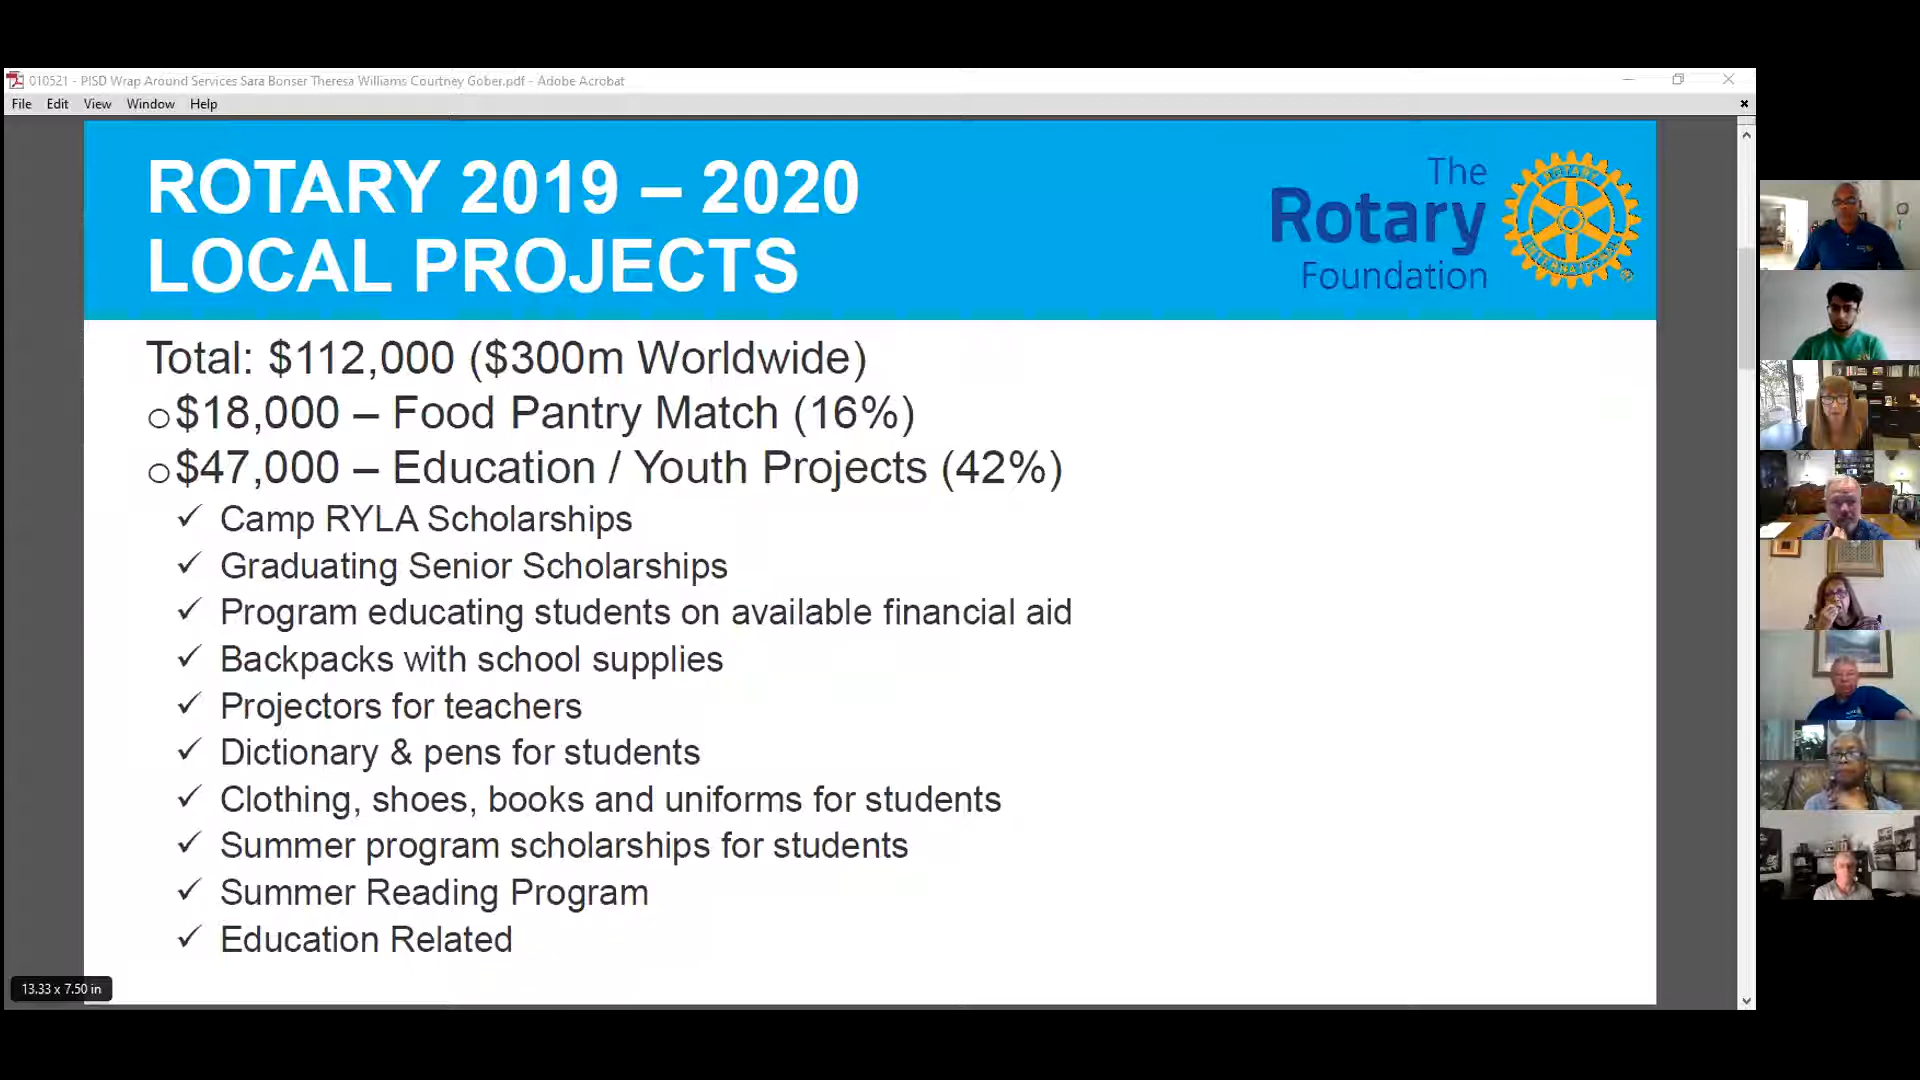 010521 - PISD Wrap Around Services Sara Bonser Theresa Williams Courtney Gober.pdf - Adobe Acrobat
File Edit View Window Help
ROTARY 2019 – 2020
LOCAL PROJECTS
The
Rotary
Foundation
ROTARY
INTERNATIONAL
Total: $112,000 ($300m Worldwide)
o$18,000 – Food Pantry Match (16%)
o$47,000 – Education / Youth Projects (42%)
✓ Camp RYLA Scholarships
✓ Graduating Senior Scholarships
✓ Program educating students on available financial aid
✓ Backpacks with school supplies
✓ Projectors for teachers
✓ Dictionary & pens for students
✓ Clothing, shoes, books and uniforms for students
✓ Summer program scholarships for students
✓ Summer Reading Program
✓ Education Related
13.33 x 7.50 in